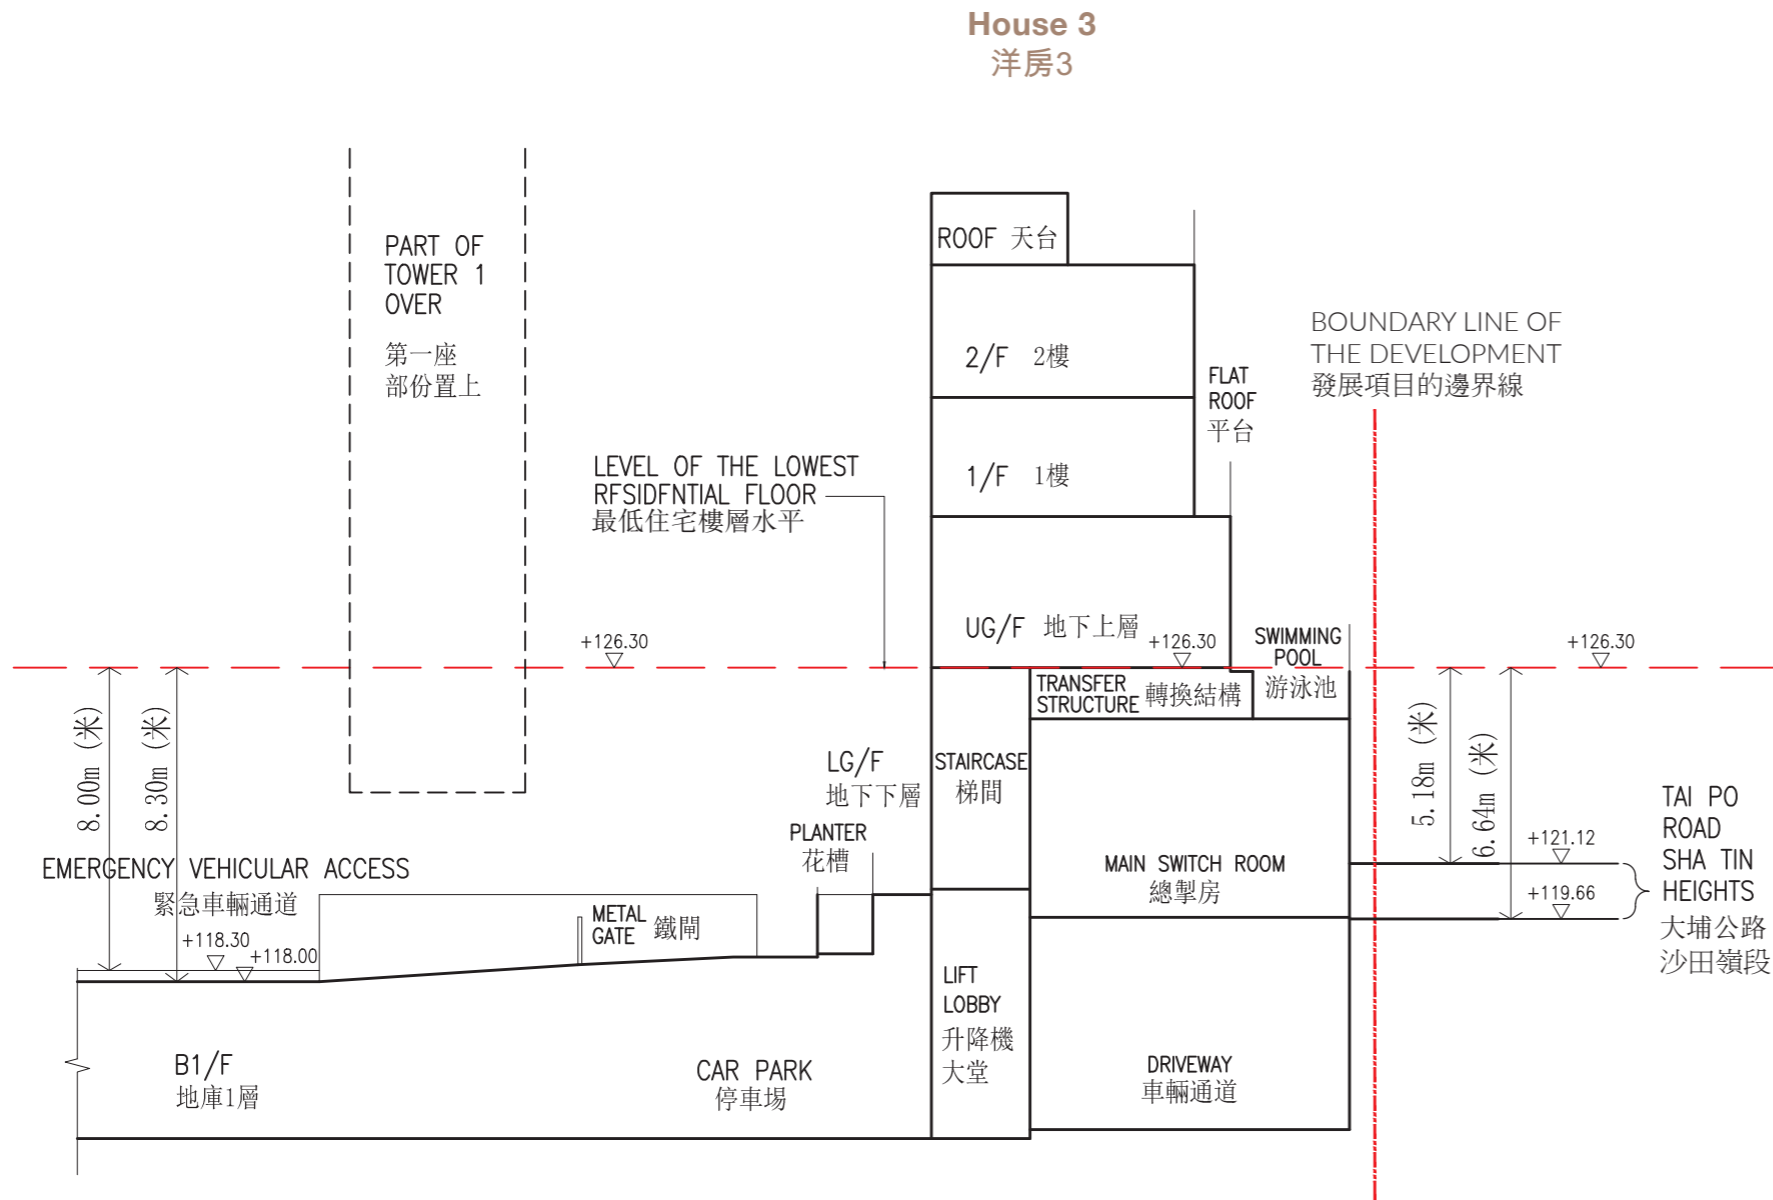 House 3
洋房3
PART OF
TOWER 1
OVER
第一座
部份置上
ROOF 天台
2/F 2樓
1/F 1樓
FLAT
ROOF
平台
BOUNDARY LINE OF
THE DEVELOPMENT
發展項目的邊界線
LEVEL OF THE LOWEST
RFSIDFNTIAL FLOOR
最低住宅樓層水平
UG/F 地下上層
+126.30
+126.30
SWIMMING
POOL
游泳池
+126.30
TRANSFER
STRUCTURE 轉換結構
8.00m (米)
8.30m (米)
LG/F
地下下層
STAIRCASE
梯間
5.18m (米)
6.64m (米)
PLANTER
花槽
MAIN SWITCH ROOM
總掣房
+121.12
+119.66
TAI PO
ROAD
SHA TIN
HEIGHTS
大埔公路
沙田嶺段
EMERGENCY VEHICULAR ACCESS
緊急車輛通道
+118.30
+118.00
METAL
GATE 鐵閘
LIFT
LOBBY
升降機
大堂
B1/F
地庫1層
CAR PARK
停車場
DRIVEWAY
車輛通道